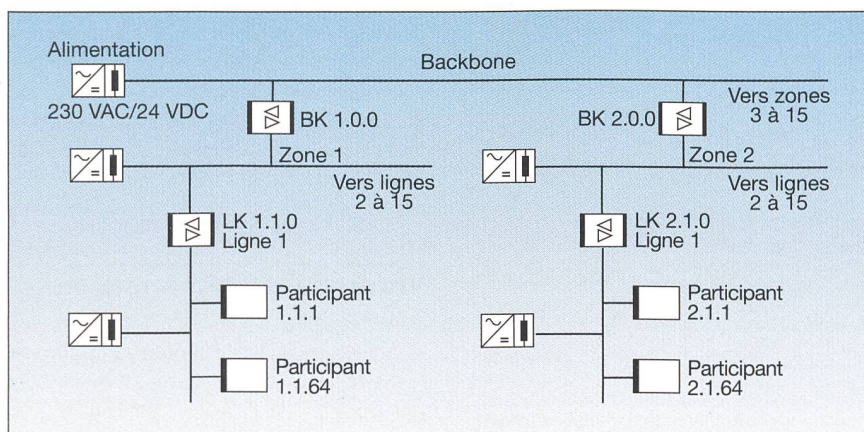 Alimentation
230 VAC/24 VDC
Backbone
BK 1.0.0
BK 2.0.0
Vers zones
3 à 15
Zone 1
Vers lignes
2 à 15
Zone 2
Vers lignes
2 à 15
LK 1.1.0
Ligne 1
LK 2.1.0
Ligne 1
Participant
1.1.1
Participant
2.1.1
Participant
1.1.64
Participant
2.1.64